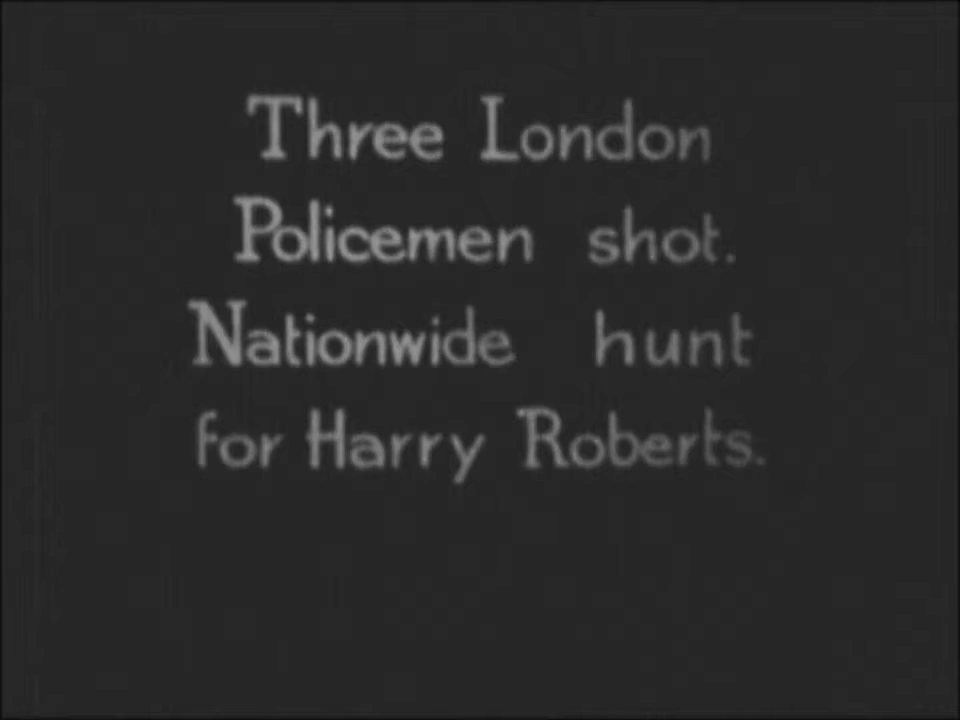 Three London
Policemen shot.
Nationwide hunt
for Harry Roberts.